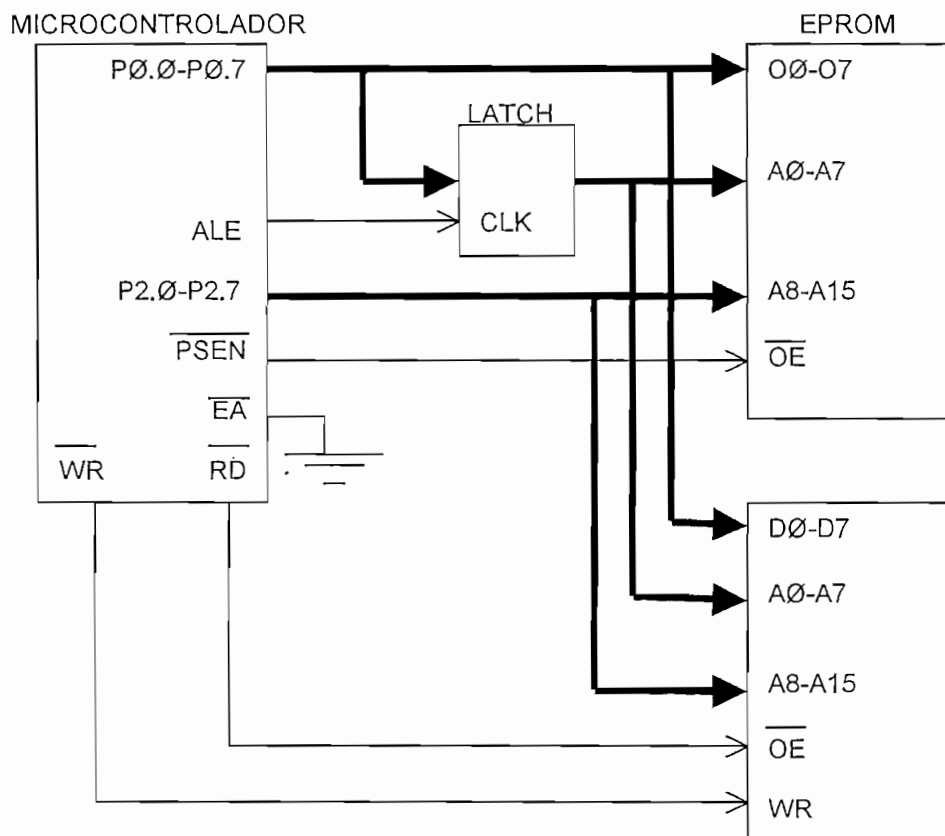 MICROCONTROLADOR
PØ.Ø-PØ.7
ALE
P2.Ø-P2.7
PSEN
EA
WR
RD
LATCH
CLK
EPROM
OØ-O7
AØ-A7
A8-A15
OE
DØ-D7
AØ-A7
A8-A15
OE
WR